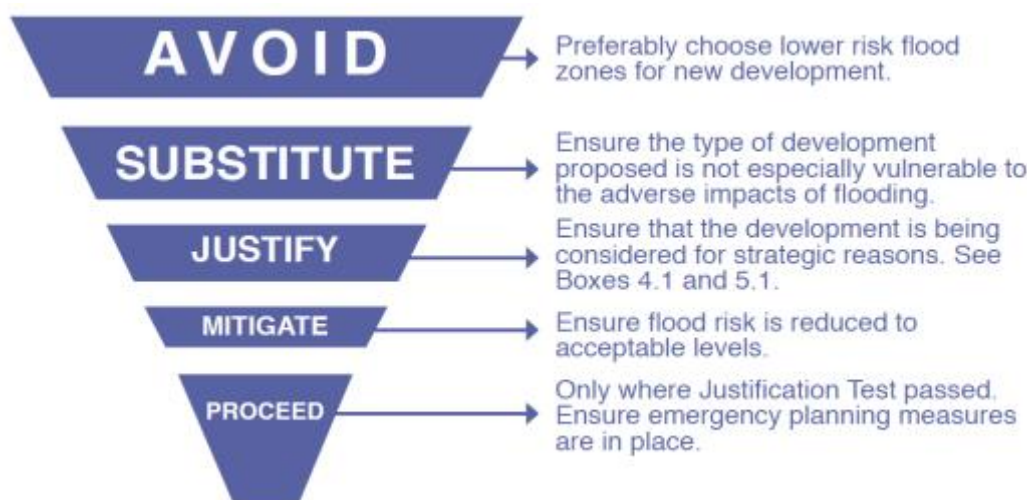 AVOID
Preferably choose lower risk flood
zones for new development.
SUBSTITUTE
Ensure the type of development
proposed is not especially vulnerable to
the adverse impacts of flooding.
JUSTIFY
Ensure that the development is being
considered for strategic reasons. See
Boxes 4.1 and 5.1.
MITIGATE
Ensure flood risk is reduced to
acceptable levels.
PROCEED
Only where Justification Test passed.
Ensure emergency planning measures
are in place.